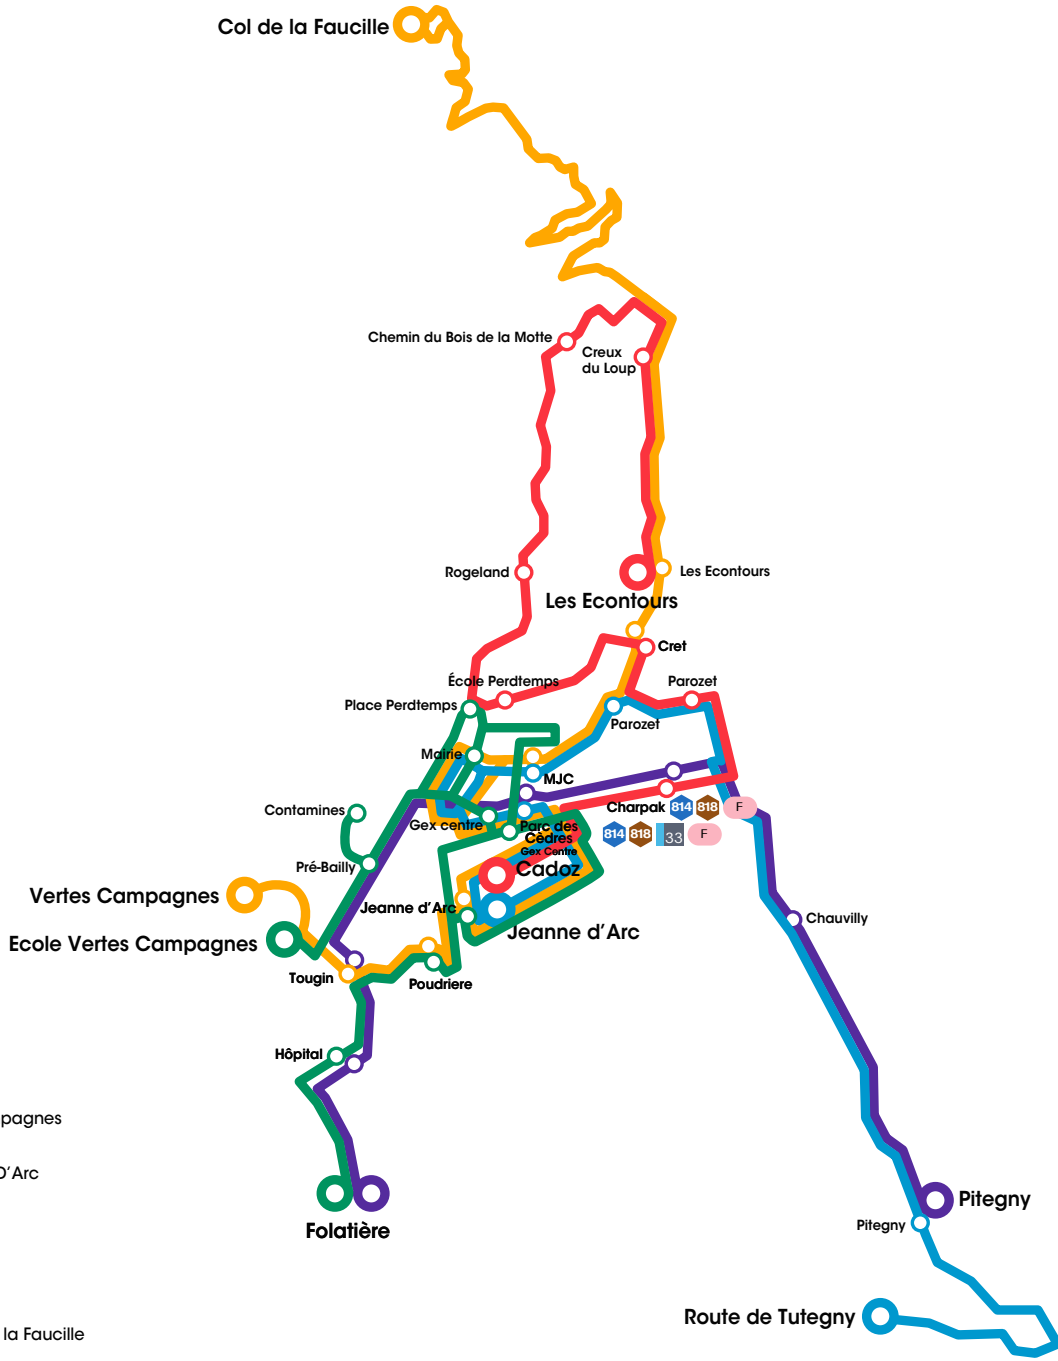 Col de la Faucille
Chemin du Bois de la Motte
Creux
du Loup
Rogeland
Les Econtours
Les Econtours
Cret
École Perdtemps
Parozet
Place Perdtemps
Parozet
Mairie
MJC
Charpak 814 818 F
Contamines
Gex centre
Parc des
Cèdres
814 818 33 F
Gex Centre
Pré-Bailly
Cadoz
Vertes Campagnes
Jeanne d'Arc
Chauvilly
Jeanne d'Arc
Ecole Vertes Campagnes
Tougin
Poudriere
Hôpital
pagnes
D'Arc
Pitegny
Pitegny
Folatière
Route de Tutegny
la Faucille